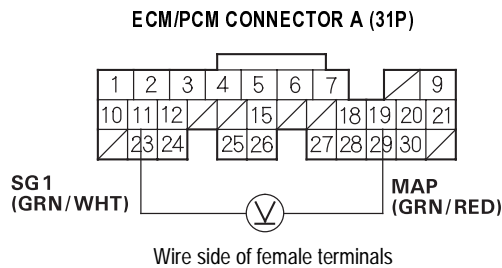 ECM/PCM CONNECTOR A (31P)
1 2 3 4 5 6 7 9
10 11 12 15 18 19 20 21
23 24 25 26 27 28 29 30
SG1
(GRN/WHT)
MAP
(GRN/RED)
V
Wire side of female terminals